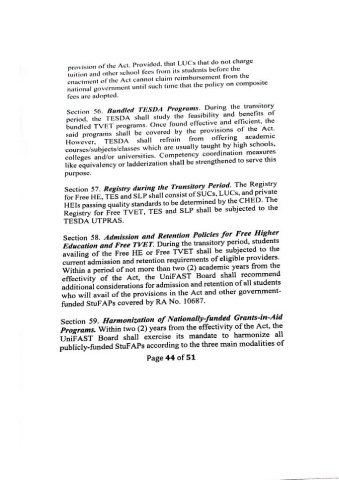 provision of the Act. Provided, that LUCs that do not charge
tuition and other school fees from its students before the
enactment of the Act cannot claim reimbursement from the
national government until such time that the policy on composite
fees are adopted.
Section 56. Bundled TESDA Programs. During the transitory
period, the TESDA shall study the feasibility and benefits of
bundled TVET programs. Once found effective and efficient, the
said programs shall be covered by the provisions of the Act.
However, TESDA shall refrain from offering academic
courses/subjects/classes which are usually taught by high schools,
colleges and/or universities. Competency coordination measures
like equivalency or ladderization shall be strengthened to serve this
purpose.
Section 57. Registry during the Transitory Period. The Registry
for Free HE, TES and SLP shall consist of SUCs, LUCs, and private
HEIs passing quality standards to be determined by the CHED. The
Registry for Free TVET, TES and SLP shall be subjected to the
TESDA UTPRAS.
Section 58. Admission and Retention Policies for Free Higher
Education and Free TVET. During the transitory period, students
availing of the Free HE or Free TVET shall be subjected to the
current admission and retention requirements of eligible providers.
Within a period of not more than two (2) academic years from the
effectivity of the Act, the UniFAST Board shall recommend
additional considerations for admission and retention of all students
who will avail of the provisions in the Act and other government-
funded StuFAPs covered by RA No. 10687.
Section 59. Harmonization of Nationally-funded Grants-in-Aid
Programs. Within two (2) years from the effectivity of the Act, the
UniFAST Board shall exercise its mandate to harmonize all
publicly-funded StuFAPs according to the three main modalities of
Page 44 of 51